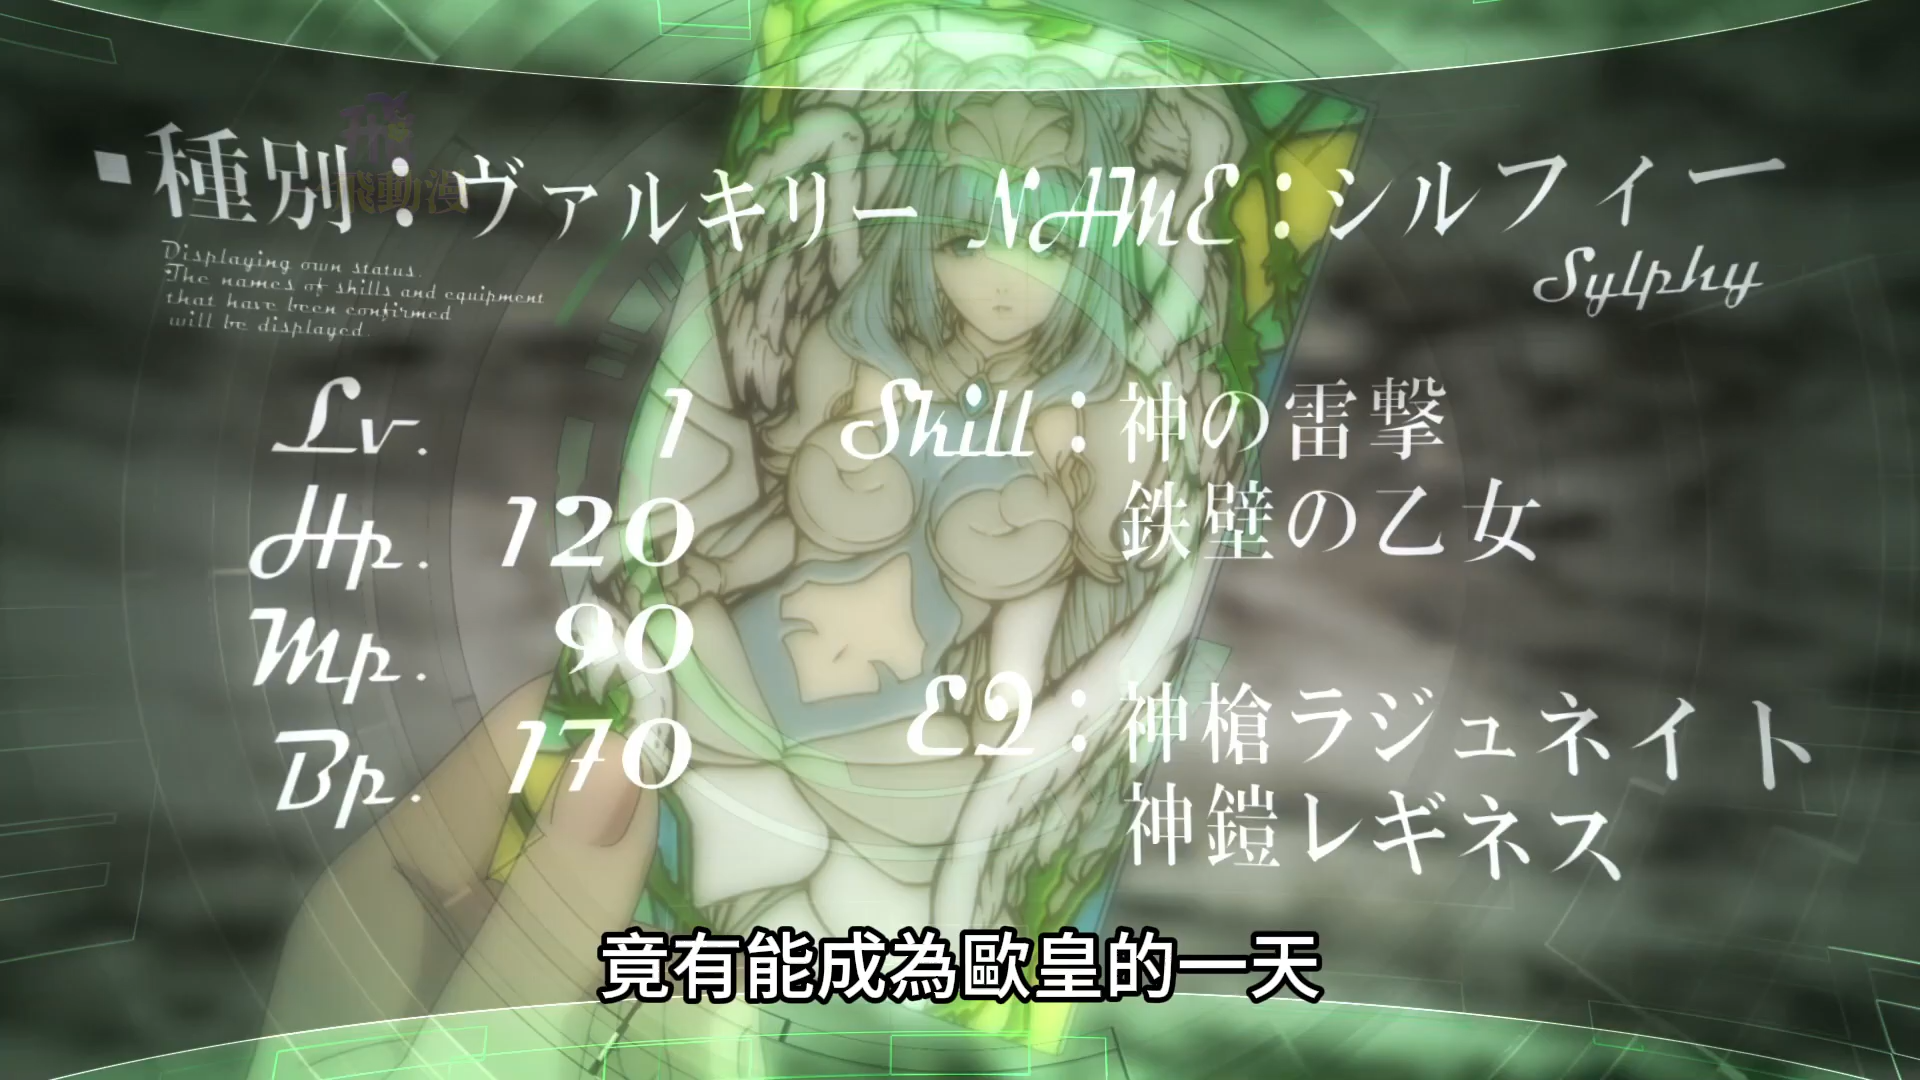 ▪種別：ヴァルキリー NAME：シルフィー
Sylphy
Displaying own status.
The names of skills and equipment
that have been confirmed
will be displayed.
Lv. 1 Skill：神の雷撃
Hp. 120 鉄壁の乙女
Mp. 90
Bp. 170 EQ：神槍ラジュネイト
神鎧レギネス
飛動漫
竟有能成為歐皇的一天